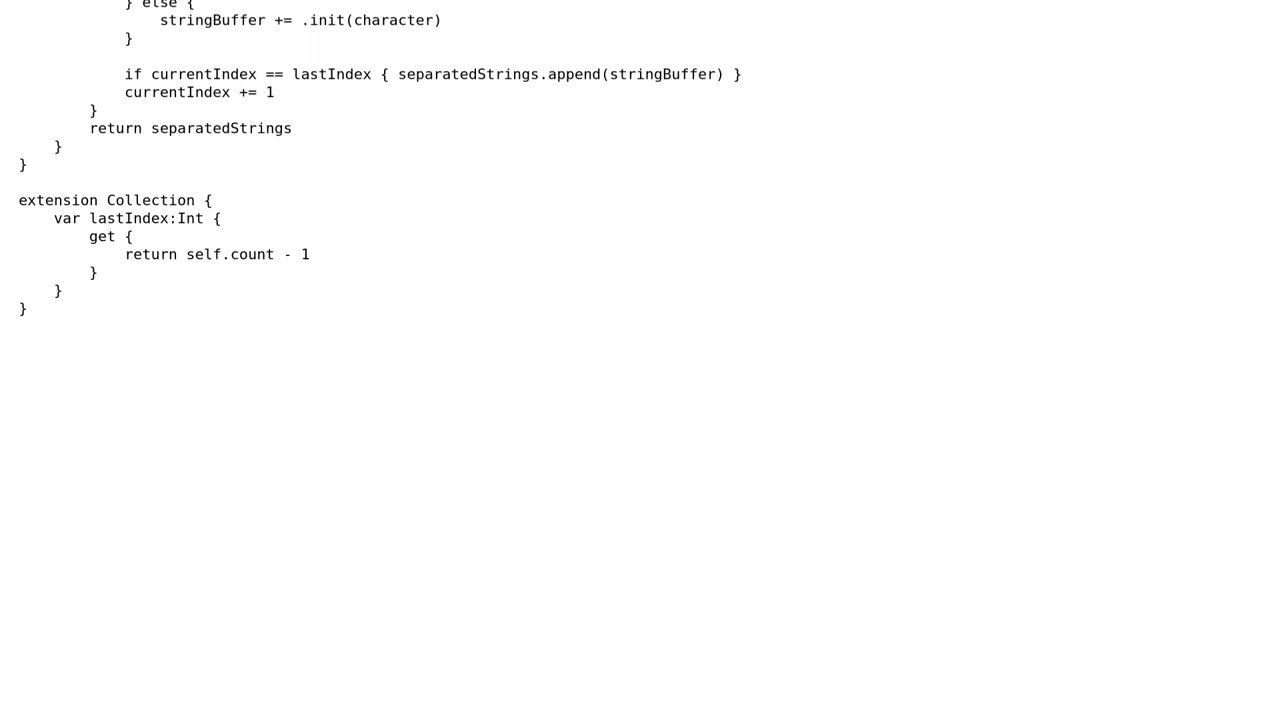 } else {
                stringBuffer += .init(character)
            }

            if currentIndex == lastIndex { separatedStrings.append(stringBuffer) }
            currentIndex += 1
        }
        return separatedStrings
    }
}

extension Collection {
    var lastIndex:Int {
        get {
            return self.count - 1
        }
    }
}